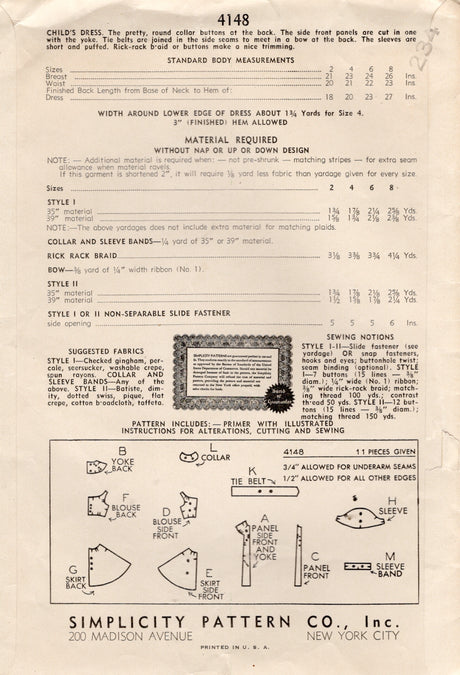 4148
234
CHILD'S DRESS. The pretty, round collar buttons at the back. The side front panels are cut in one
with the yoke. Tie belts are joined in the side seams to meet in a bow at the back. The sleeves are
short and puffed. Rick-rack braid or buttons make a nice trimming.
STANDARD BODY MEASUREMENTS
Sizes 2 4 6 8
Breast 21 23 24 26 Ins.
Waist 20 21 22 23 Ins.
Finished Back Length from Base of Neck to Hem of:
Dress 18 20 23 27 Ins.
WIDTH AROUND LOWER EDGE OF DRESS ABOUT 1¾ Yards for Size 4.
3" (FINISHED) HEM ALLOWED
MATERIAL REQUIRED
WITHOUT NAP OR UP OR DOWN DESIGN
NOTE: — Additional material is required when: — not pre-shrunk — matching stripes — for extra seam
allowance when material ravels.
If this garment is shortened 2", it will require ⅛ yard less fabric than yardage given for every size.
Sizes 2 4 6 8
STYLE I
35" material 1¾ 1⅞ 2¼ 2⅝ Yds.
39" material 1⅝ 1¾ 2⅛ 2⅜ Yds.
NOTE:—The above yardages does not include extra material for matching plaids.
COLLAR AND SLEEVE BANDS—¼ yard of 35" or 39" material.
RICK RACK BRAID 3⅛ 3⅜ 3¾ 4¼ Yds.
BOW—⅜ yard of ¼" width ribbon (No. 1).
STYLE II
35" material 1¾ 1⅞ 2¼ 2⅝ Yds.
39" material 1½ 1⅝ 1⅞ 2¼ Yds.
STYLE I OR II NON-SEPARABLE SLIDE FASTENER
side opening 5 5 5 6 Ins.
SUGGESTED FABRICS
STYLE I—Checked gingham, per-
cale, seersucker, washable crepe,
spun rayons. COLLAR AND
SLEEVE BANDS—Any of the
above. STYLE II—Batiste, dim-
ity, dotted swiss, pique, flat
crepe, cotton broadcloth, taffeta.
SIMPLICITY PATTERNS
SEWING NOTIONS
STYLE I-II—Slide fastener (see
yardage) OR snap fasteners,
hooks and eyes; buttonhole twist;
seam binding (optional). STYLE
I—7 buttons (15 lines — ⅜"
diam.); ¼" wide (No. 1) ribbon;
⅜" wide rick-rack braid; match-
ing thread 100 yds.; contrast
thread 50 yds. STYLE II—12 but-
tons (15 lines — ⅜" diam.);
matching thread 150 yds.
PATTERN INCLUDES: — PRIMER WITH ILLUSTRATED
INSTRUCTIONS FOR ALTERATIONS, CUTTING AND SEWING
4148 11 PIECES GIVEN
3/4" ALLOWED FOR UNDERARM SEAMS
1/2" ALLOWED FOR ALL OTHER EDGES
B
YOKE
BACK
L
COLLAR
K
TIE BELT
F
BLOUSE
BACK
D
BLOUSE
SIDE
FRONT
A
PANEL
SIDE
FRONT
AND
YOKE
H
SLEEVE
G
SKIRT
BACK
E
SKIRT
SIDE
FRONT
C
PANEL
FRONT
M
SLEEVE
BAND
SIMPLICITY PATTERN CO., Inc.
200 MADISON AVENUE NEW YORK CITY
PRINTED IN U. S. A.